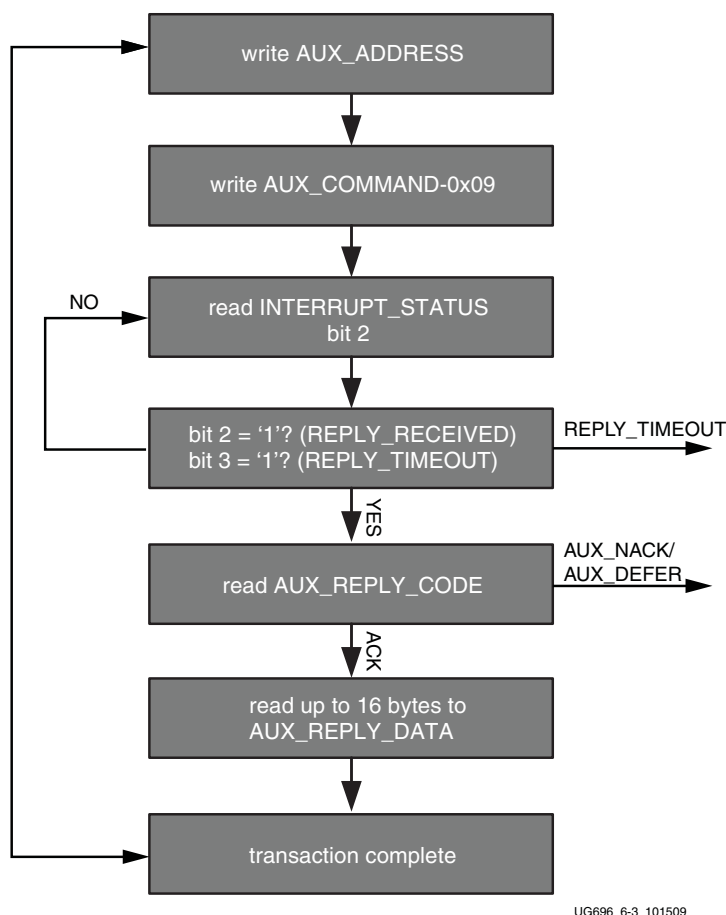 write AUX_ADDRESS
write AUX_COMMAND-0x09
NO
read INTERRUPT_STATUS
bit 2
bit 2 = ‘1’? (REPLY_RECEIVED)
bit 3 = ‘1’? (REPLY_TIMEOUT)
REPLY_TIMEOUT
YES
read AUX_REPLY_CODE
AUX_NACK/
AUX_DEFER
ACK
read up to 16 bytes to
AUX_REPLY_DATA
transaction complete
UG696_6-3_101509